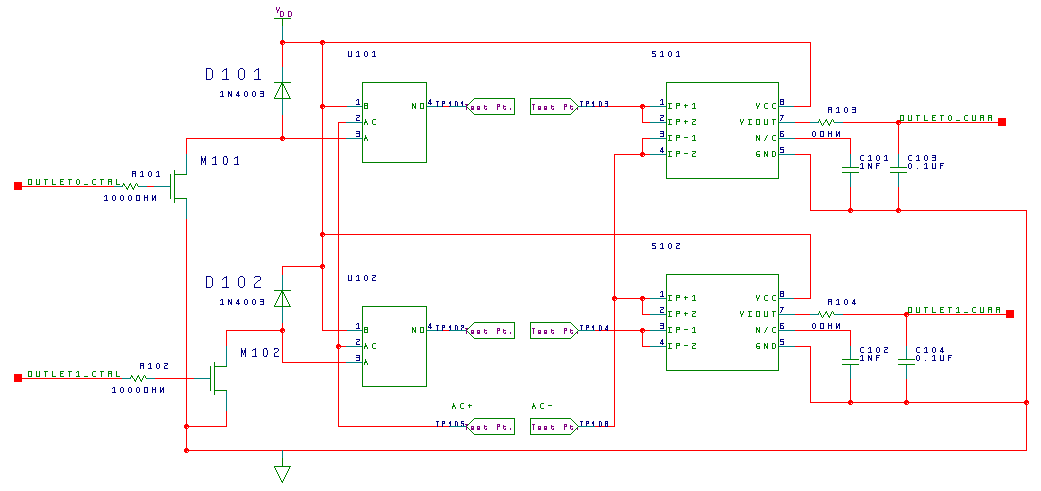 VDD
U101
S101
D101
1N4003
1 B
2 AC
3 A
NO 4
TP101
Test Pt.
Test Pt.
TP103
1 IP+1
2 IP+2
3 IP-1
4 IP-2
VCC 8
VIOUT 7
N/C 6
GND 5
R103
0OHM
OUTLET0_CURR
C101
1NF
C103
0.1UF
M101
R101
OUTLET0_CTRL
1000OHM
S102
D102
1N4003
U102
1 B
2 AC
3 A
NO 4
TP102
Test Pt.
Test Pt.
TP104
1 IP+1
2 IP+2
3 IP-1
4 IP-2
VCC 8
VIOUT 7
N/C 6
GND 5
R104
0OHM
OUTLET1_CURR
C102
1NF
C104
0.1UF
M102
R102
OUTLET1_CTRL
1000OHM
AC+
AC-
TP105
Test Pt.
Test Pt.
TP106